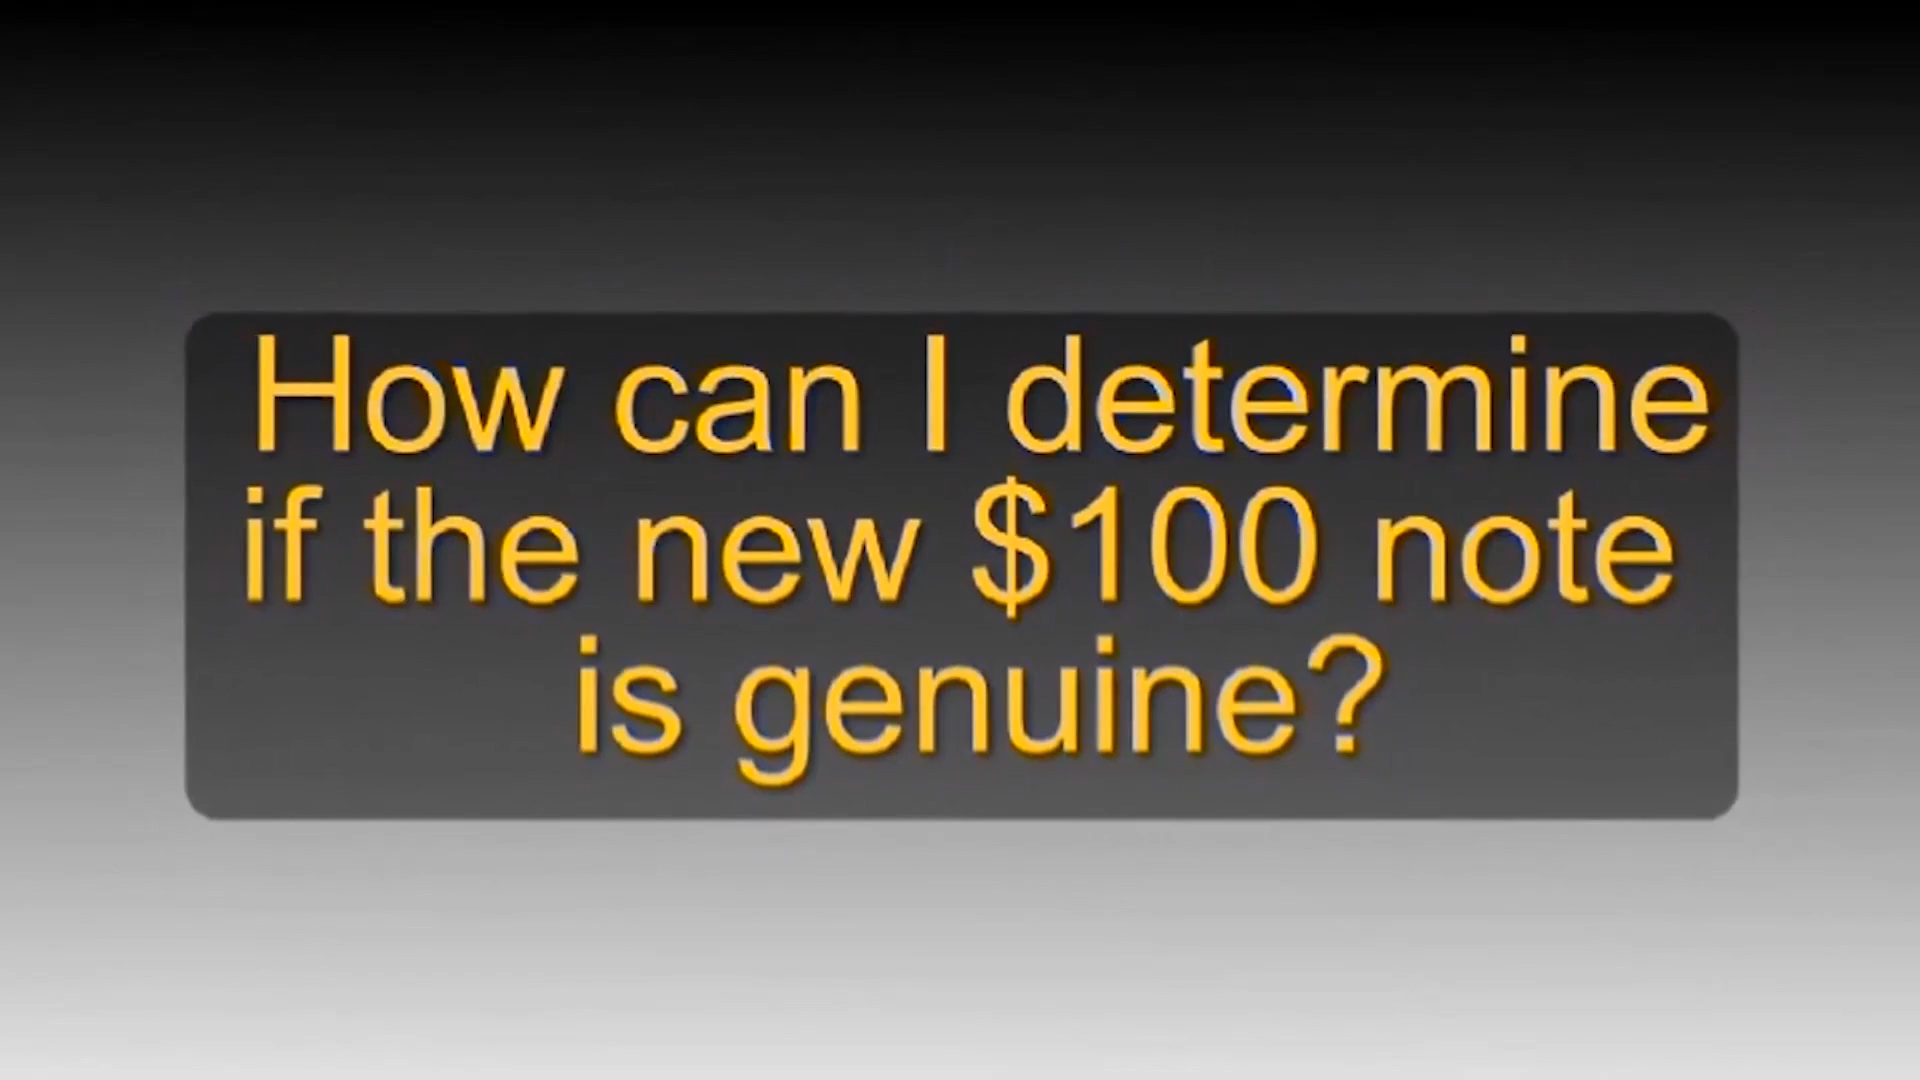 How can I determine
if the new $100 note
is genuine?